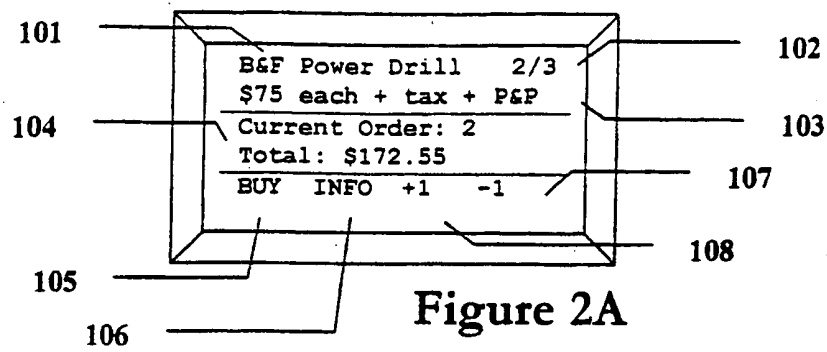 101
102
B&F Power Drill 2/3
$75 each + tax + P&P
103
104
Current Order: 2
Total: $172.55
BUY INFO +1 -1
107
108
105
Figure 2A
106